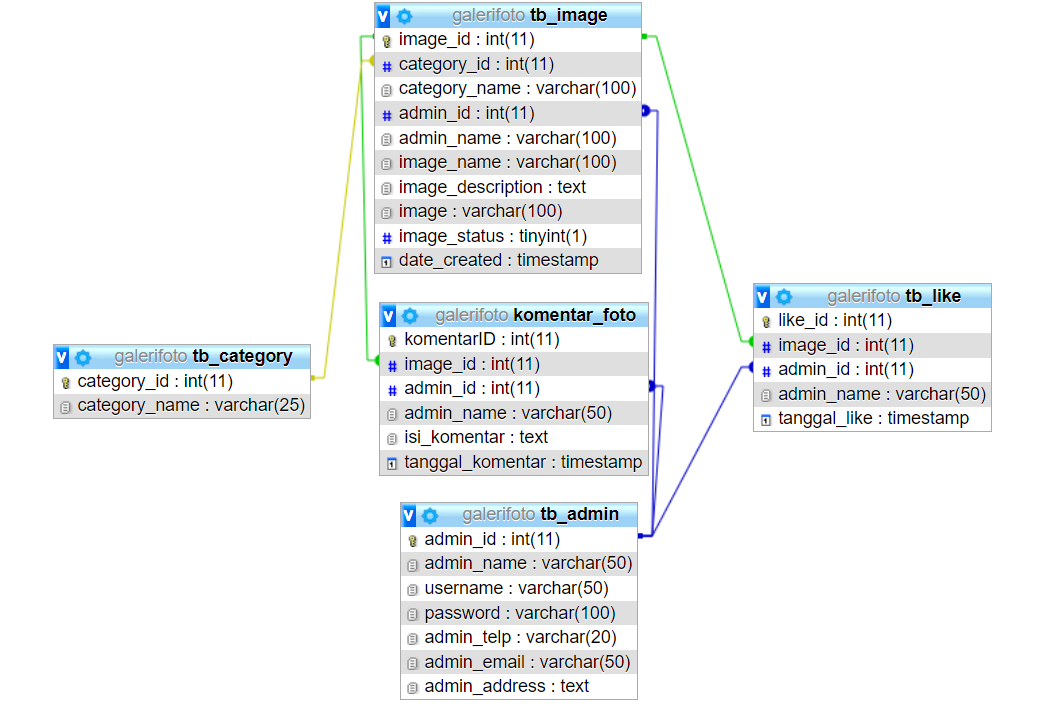 v galerifoto tb_image
image_id : int(11)
# category_id : int(11)
category_name : varchar(100)
# admin_id : int(11)
admin_name : varchar(100)
image_name : varchar(100)
image_description : text
image : varchar(100)
# image_status : tinyint(1)
date_created : timestamp
v galerifoto komentar_foto
komentarID : int(11)
# image_id : int(11)
# admin_id : int(11)
admin_name : varchar(50)
isi_komentar : text
tanggal_komentar : timestamp
v galerifoto tb_category
category_id : int(11)
category_name : varchar(25)
v galerifoto tb_like
like_id : int(11)
# image_id : int(11)
# admin_id : int(11)
admin_name : varchar(50)
tanggal_like : timestamp
v galerifoto tb_admin
admin_id : int(11)
admin_name : varchar(50)
username : varchar(50)
password : varchar(100)
admin_telp : varchar(20)
admin_email : varchar(50)
admin_address : text